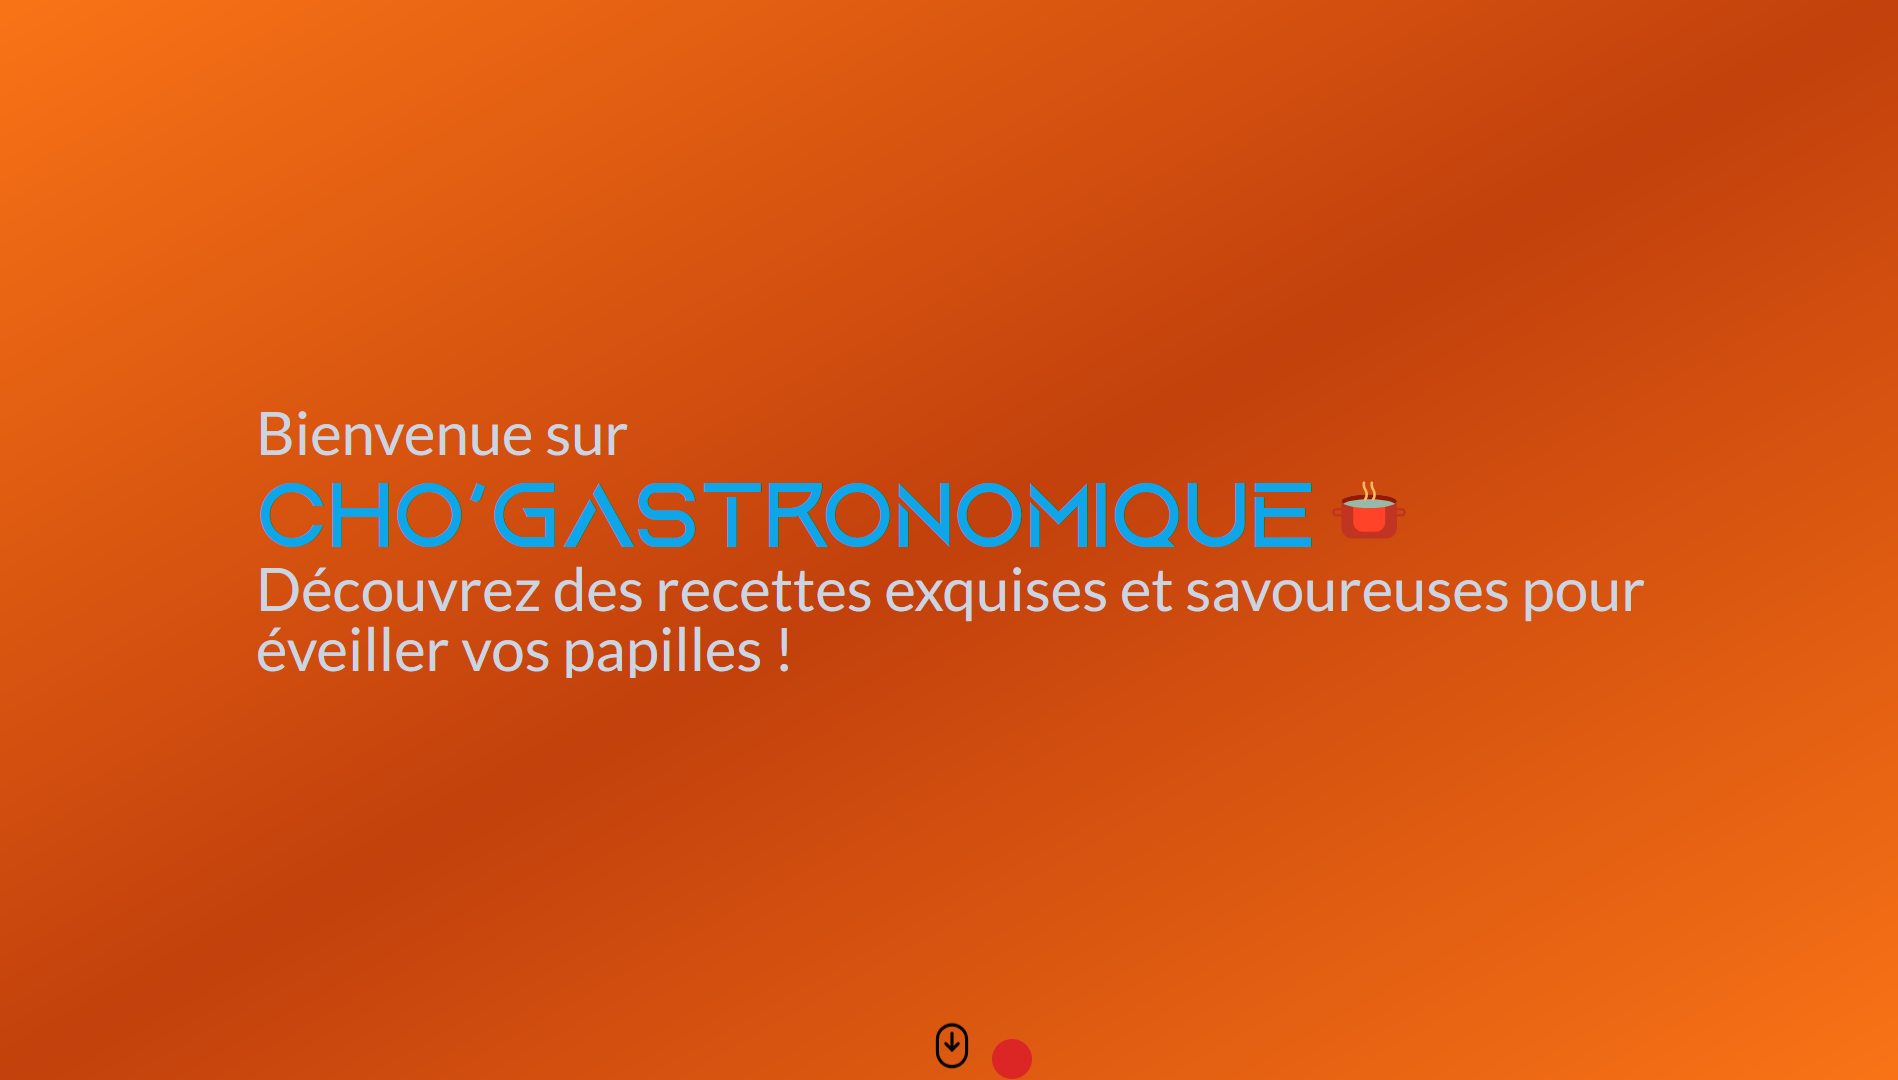 Bienvenue sur
CHO'GASTRONOMIQUE
Découvrez des recettes exquises et savoureuses pour
éveiller vos papilles !